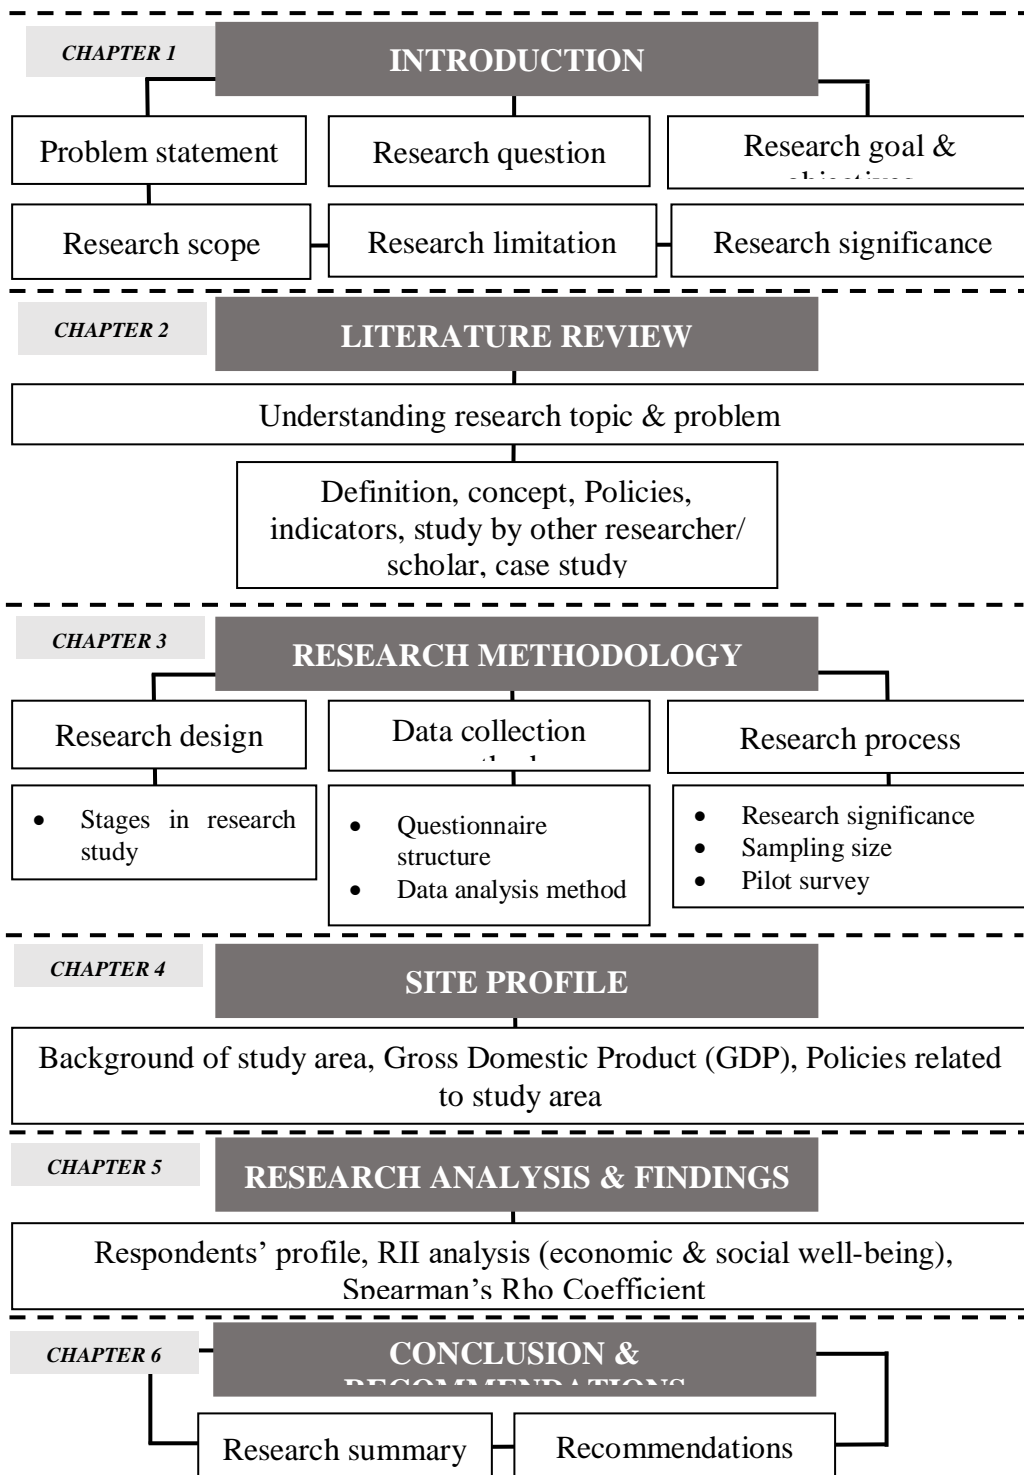 CHAPTER 1
INTRODUCTION
Problem statement
Research question
Research goal &
Research scope
Research limitation
Research significance
CHAPTER 2
LITERATURE REVIEW
Understanding research topic & problem
Definition, concept, Policies,
indicators, study by other researcher/
scholar, case study
CHAPTER 3
RESEARCH METHODOLOGY
Research design
Data collection
Research process
• Stages in research
study
• Questionnaire
structure
• Data analysis method
• Research significance
• Sampling size
• Pilot survey
CHAPTER 4
SITE PROFILE
Background of study area, Gross Domestic Product (GDP), Policies related
to study area
CHAPTER 5
RESEARCH ANALYSIS & FINDINGS
Respondents’ profile, RII analysis (economic & social well-being),
Spearman’s Rho Coefficient
CHAPTER 6
CONCLUSION &
RECOMMENDATIONS
Research summary
Recommendations